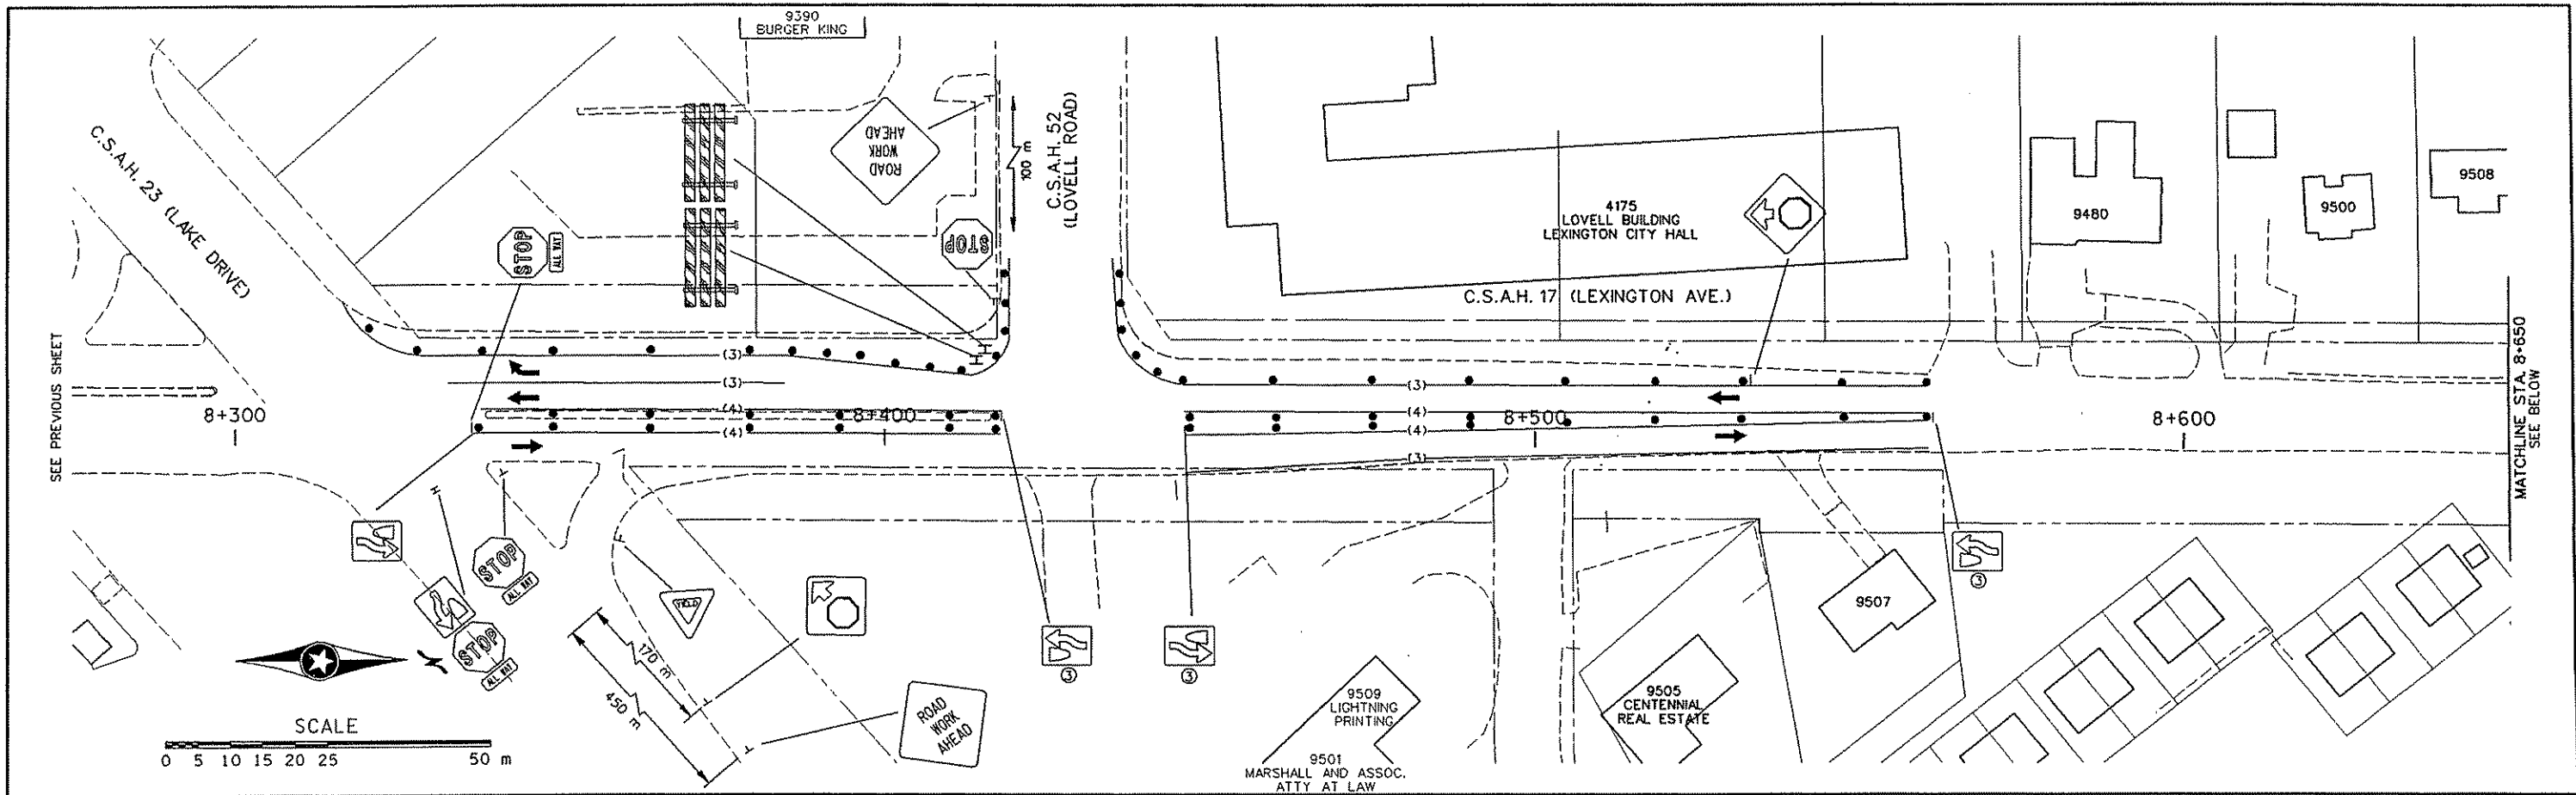 9390
BURGER KING
C.S.A.H. 23 (LAKE DRIVE)
ROAD
WORK
AHEAD
100 m
C.S.A.H. 52
(LOVELL ROAD)
STOP
ALL WAY
STOP
4175
LOVELL BUILDING
LEXINGTON CITY HALL
9480
9500
9508
C.S.A.H. 17 (LEXINGTON AVE.)
SEE PREVIOUS SHEET
MATCHLINE STA. 8+650
SEE BELOW
(3)
(3)
(3)
(4)
(4)
(4)
(4)
(3)
8+300
8+400
8+500
8+600
STOP
ALL WAY
STOP
ALL WAY
YIELD
170 m
450 m
ROAD
WORK
AHEAD
3
3
3
N
SCALE
0 5 10 15 20 25 50 m
9509
LIGHTNING
PRINTING
9501
MARSHALL AND ASSOC.
ATTY AT LAW
9505
CENTENNIAL
REAL ESTATE
9507